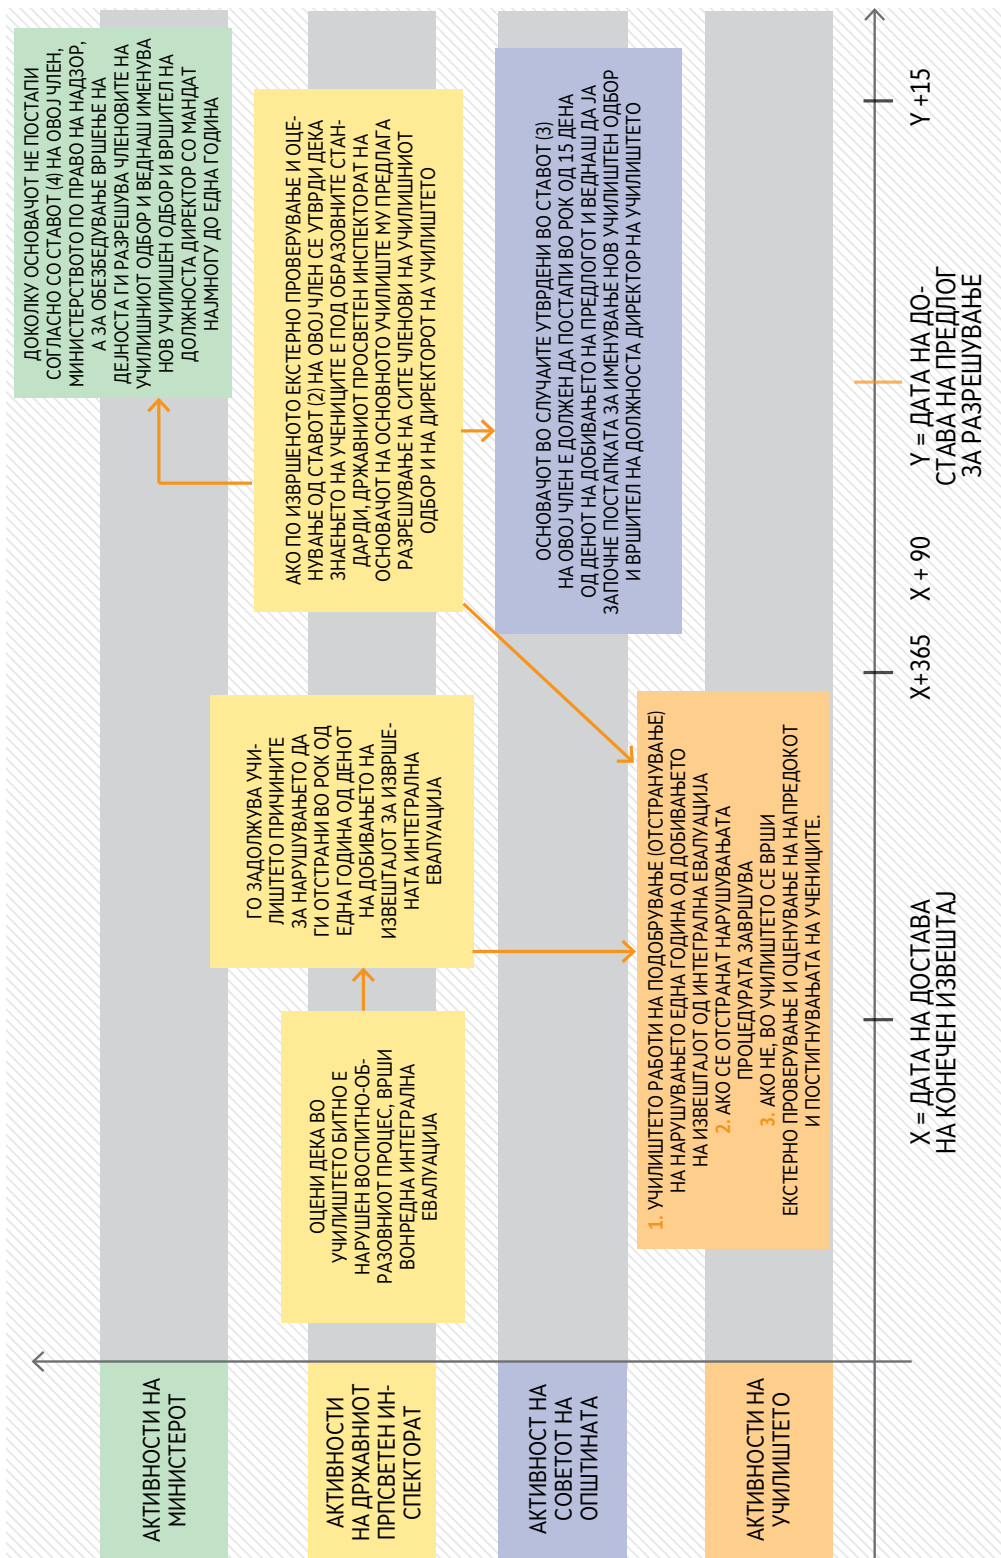 АКТИВНОСТИ НА
МИНИСТЕРОТ
ДОКОЛКУ ОСНОВАЧОТ НЕ ПОСТАПИ
СОГЛАСНО СО СТАВОТ (4) НА ОВОЈ ЧЛЕН,
МИНИСТЕРСТВОТО ПО ПРАВО НА НАДЗОР,
А ЗА ОБЕЗБЕДУВАЊЕ ВРШЕЊЕ НА
ДЕЈНОСТА ГИ РАЗРЕШУВА ЧЛЕНОВИТЕ НА
УЧИЛИШНИОТ ОДБОР И ВЕДНАШ ИМЕНУВА
НОВ УЧИЛИШЕН ОДБОР И ВРШИТЕЛ НА
ДОЛЖНОСТА ДИРЕКТОР СО МАНДАТ
НАЈМНОГУ ДО ЕДНА ГОДИНА
АКТИВНОСТИ
НА ДРЖАВНИОТ
ПРПСВЕТЕН ИН-
СПЕКТОРАТ
ОЦЕНИ ДЕКА ВО
УЧИЛИШТЕТО БИТНО Е
НАРУШЕН ВОСПИТНО-ОБ-
РАЗОВНИОТ ПРОЦЕС, ВРШИ
ВОНРЕДНА ИНТЕГРАЛНА
ЕВАЛУАЦИЈА
ГО ЗАДОЛЖУВА УЧИ-
ЛИШТЕТО ПРИЧИНИТЕ
ЗА НАРУШУВАЊЕТО ДА
ГИ ОТСТРАНИ ВО РОК ОД
ЕДНА ГОДИНА ОД ДЕНОТ
НА ДОБИВАЊЕТО НА
ИЗВЕШТАЈОТ ЗА ИЗВРШЕ-
НАТА ИНТЕГРАЛНА
ЕВАЛУАЦИЈА
АКО ПО ИЗВРШЕНОТО ЕКСТЕРНО ПРОВЕРУВАЊЕ И ОЦЕ-
НУВАЊЕ ОД СТАВОТ (2) НА ОВОЈ ЧЛЕН СЕ УТВРДИ ДЕКА
ЗНАЕЊЕТО НА УЧЕНИЦИТЕ Е ПОД ОБРАЗОВНИТЕ СТАН-
ДАРДИ, ДРЖАВНИОТ ПРОСВЕТЕН ИНСПЕКТОРАТ НА
ОСНОВАЧОТ НА ОСНОВНОТО УЧИЛИШТЕ МУ ПРЕДЛАГА
РАЗРЕШУВАЊЕ НА СИТЕ ЧЛЕНОВИ НА УЧИЛИШНИОТ
ОДБОР И НА ДИРЕКТОРОТ НА УЧИЛИШТЕТО
АКТИВНОСТ НА
СОВЕТОТ НА
ОПШТИНАТА
ОСНОВАЧОТ ВО СЛУЧАИТЕ УТВРДЕНИ ВО СТАВОТ (3)
НА ОВОЈ ЧЛЕН Е ДОЛЖЕН ДА ПОСТАПИ ВО РОК ОД 15 ДЕНА
ОД ДЕНОТ НА ДОБИВАЊЕТО НА ПРЕДЛОГОТ И ВЕДНАШ ДА ЈА
ЗАПОЧНЕ ПОСТАПКАТА ЗА ИМЕНУВАЊЕ НОВ УЧИЛИШТЕН ОДБОР
И ВРШИТЕЛ НА ДОЛЖНОСТА ДИРЕКТОР НА УЧИЛИШТЕТО
АКТИВНОСТИ НА
УЧИЛИШТЕТО
1. УЧИЛИШТЕТО РАБОТИ НА ПОДОБРУВАЊЕ (ОТСТРАНУВАЊЕ)
НА НАРУШУВАЊЕТО ЕДНА ГОДИНА ОД ДОБИВАЊЕТО
НА ИЗВЕШТАЈОТ ОД ИНТЕГРАЛНА ЕВАЛУАЦИЈА
2. АКО СЕ ОТСТРАНАТ НАРУШУВАЊАТА
ПРОЦЕДУРАТА ЗАВРШУВА
3. АКО НЕ, ВО УЧИЛИШТЕТО СЕ ВРШИ
ЕКСТЕРНО ПРОВЕРУВАЊЕ И ОЦЕНУВАЊЕ НА НАПРЕДОКОТ
И ПОСТИГНУВАЊАТА НА УЧЕНИЦИТЕ.
X = ДАТА НА ДОСТАВА
НА КОНЕЧЕН ИЗВЕШТАЈ
X+365
X + 90
Y = ДАТА НА ДО-
СТАВА НА ПРЕДЛОГ
ЗА РАЗРЕШУВАЊЕ
Y +15